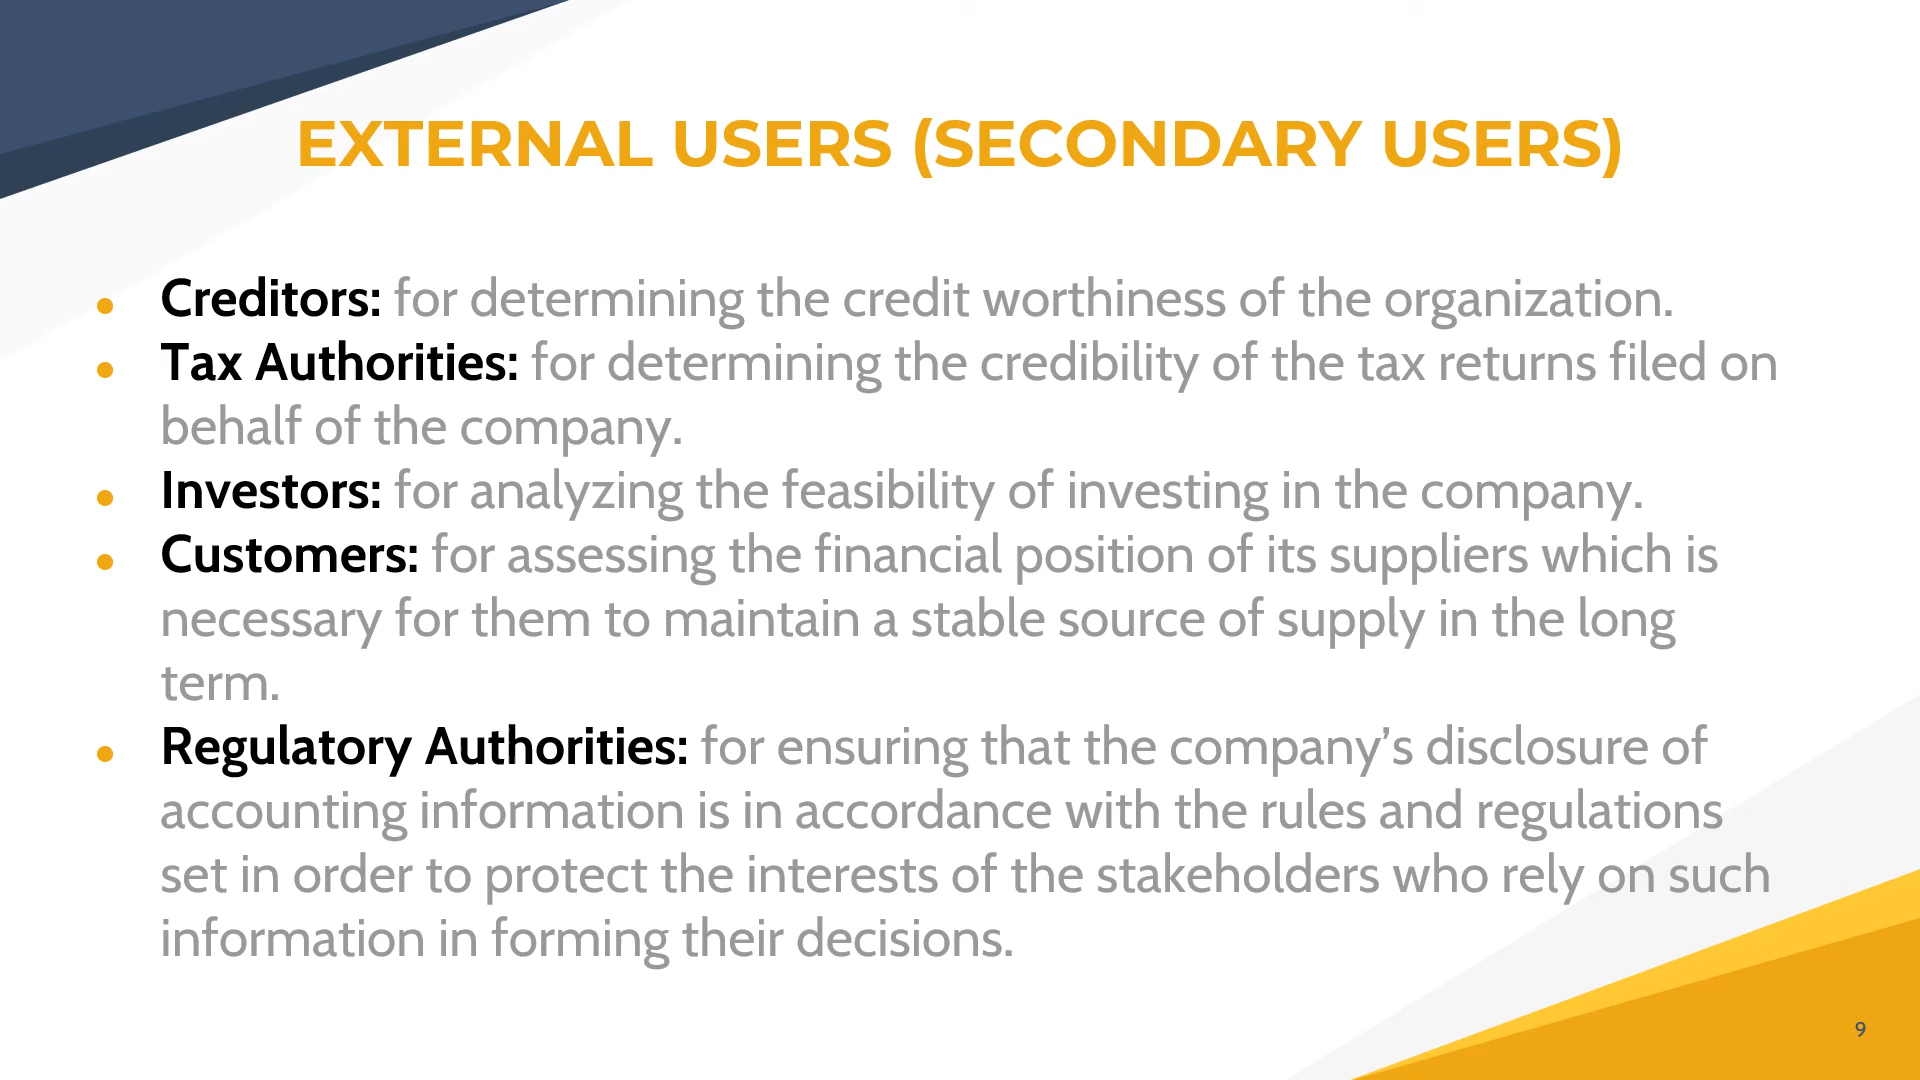 EXTERNAL USERS (SECONDARY USERS)
● Creditors: for determining the credit worthiness of the organization.
● Tax Authorities: for determining the credibility of the tax returns filed on
behalf of the company.
● Investors: for analyzing the feasibility of investing in the company.
● Customers: for assessing the financial position of its suppliers which is
necessary for them to maintain a stable source of supply in the long
term.
● Regulatory Authorities: for ensuring that the company’s disclosure of
accounting information is in accordance with the rules and regulations
set in order to protect the interests of the stakeholders who rely on such
information in forming their decisions.
9